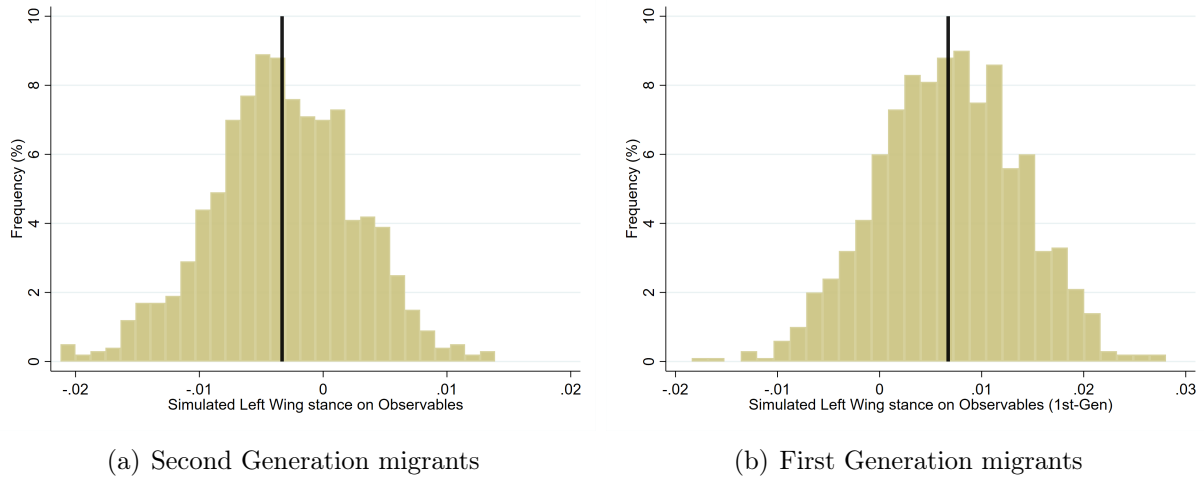 10
8
6
4
2
0
Frequency (%)
-.02 -.01 0 .01 .02
Simulated Left Wing stance on Observables
(a) Second Generation migrants
10
8
6
4
2
0
Frequency (%)
-.02 -.01 0 .01 .02 .03
Simulated Left Wing stance on Observables (1st-Gen)
(b) First Generation migrants